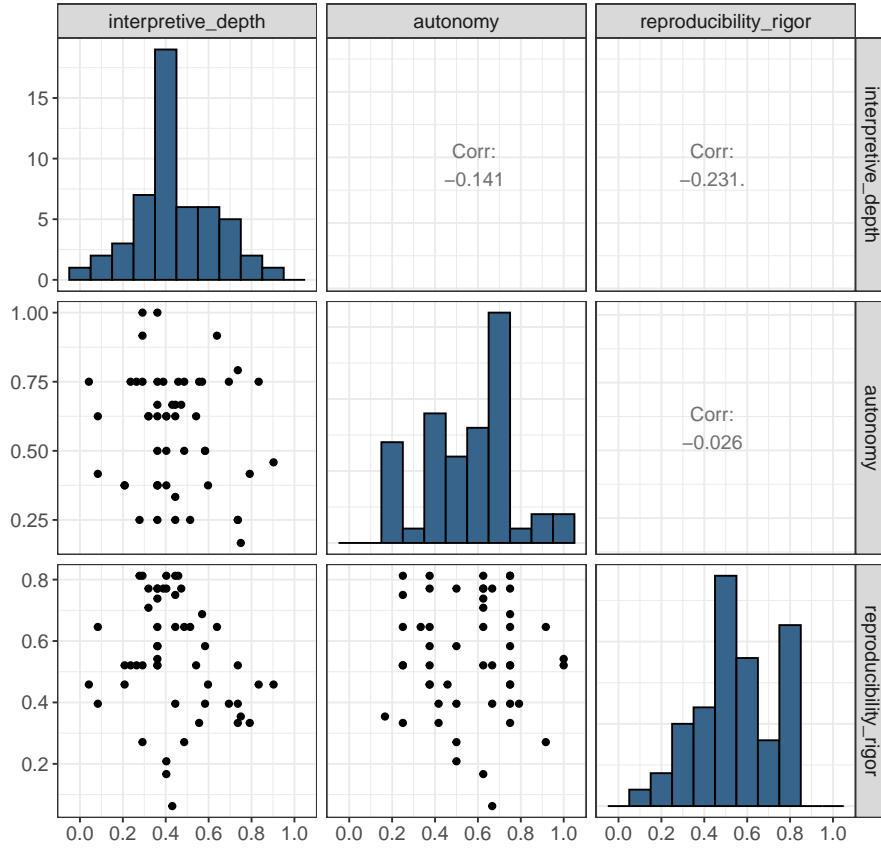 interpretive_depth
autonomy
reproducibility_rigor
15
10
5
0
interpretive_depth
Corr:
−0.141
Corr:
−0.231.
1.00
0.75
0.50
0.25
Corr:
−0.026
autonomy
0.8
0.6
0.4
0.2
reproducibility_rigor
0.0 0.2 0.4 0.6 0.8 1.0
0.0 0.2 0.4 0.6 0.8 1.0
0.0 0.2 0.4 0.6 0.8 1.0